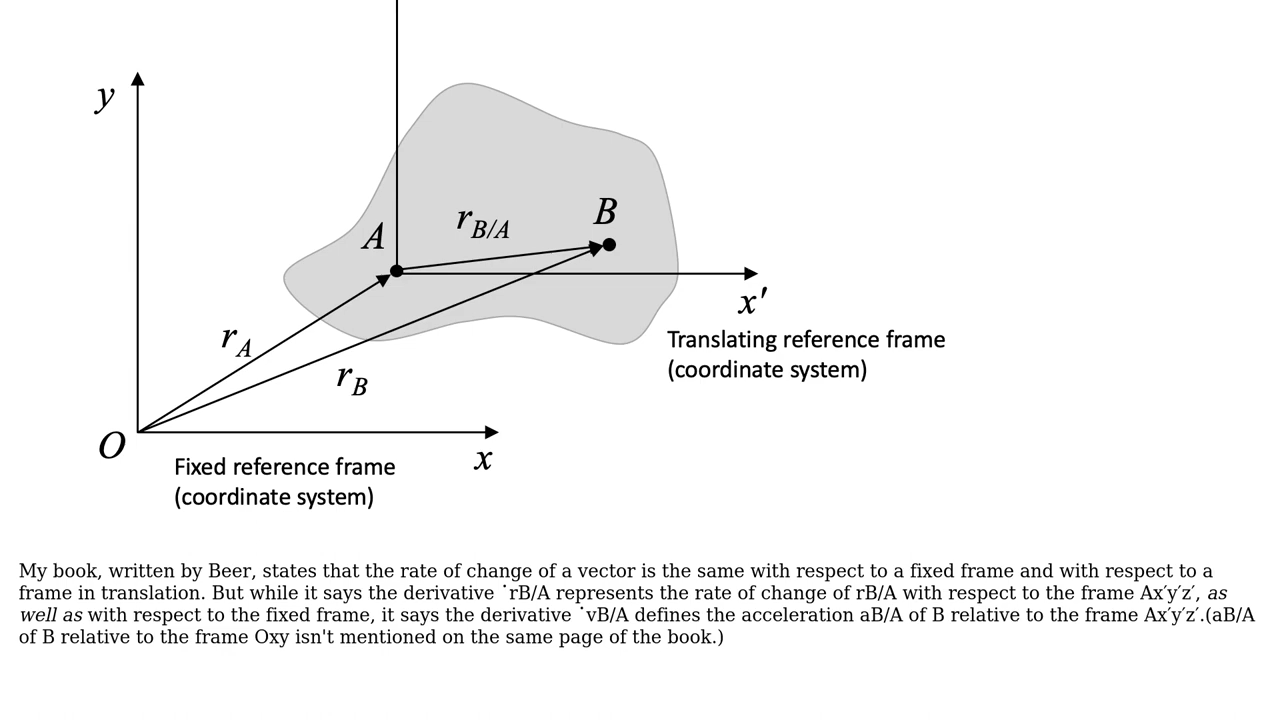 y
A
r_B/A
B
x′
r_A
Translating reference frame
(coordinate system)
r_B
O
x
Fixed reference frame
(coordinate system)
My book, written by Beer, states that the rate of change of a vector is the same with respect to a fixed frame and with respect to a
frame in translation. But while it says the derivative ˙rB/A represents the rate of change of rB/A with respect to the frame Ax′y′z′, as
well as with respect to the fixed frame, it says the derivative ˙vB/A defines the acceleration aB/A of B relative to the frame Ax′y′z′.(aB/A
of B relative to the frame Oxy isn't mentioned on the same page of the book.)